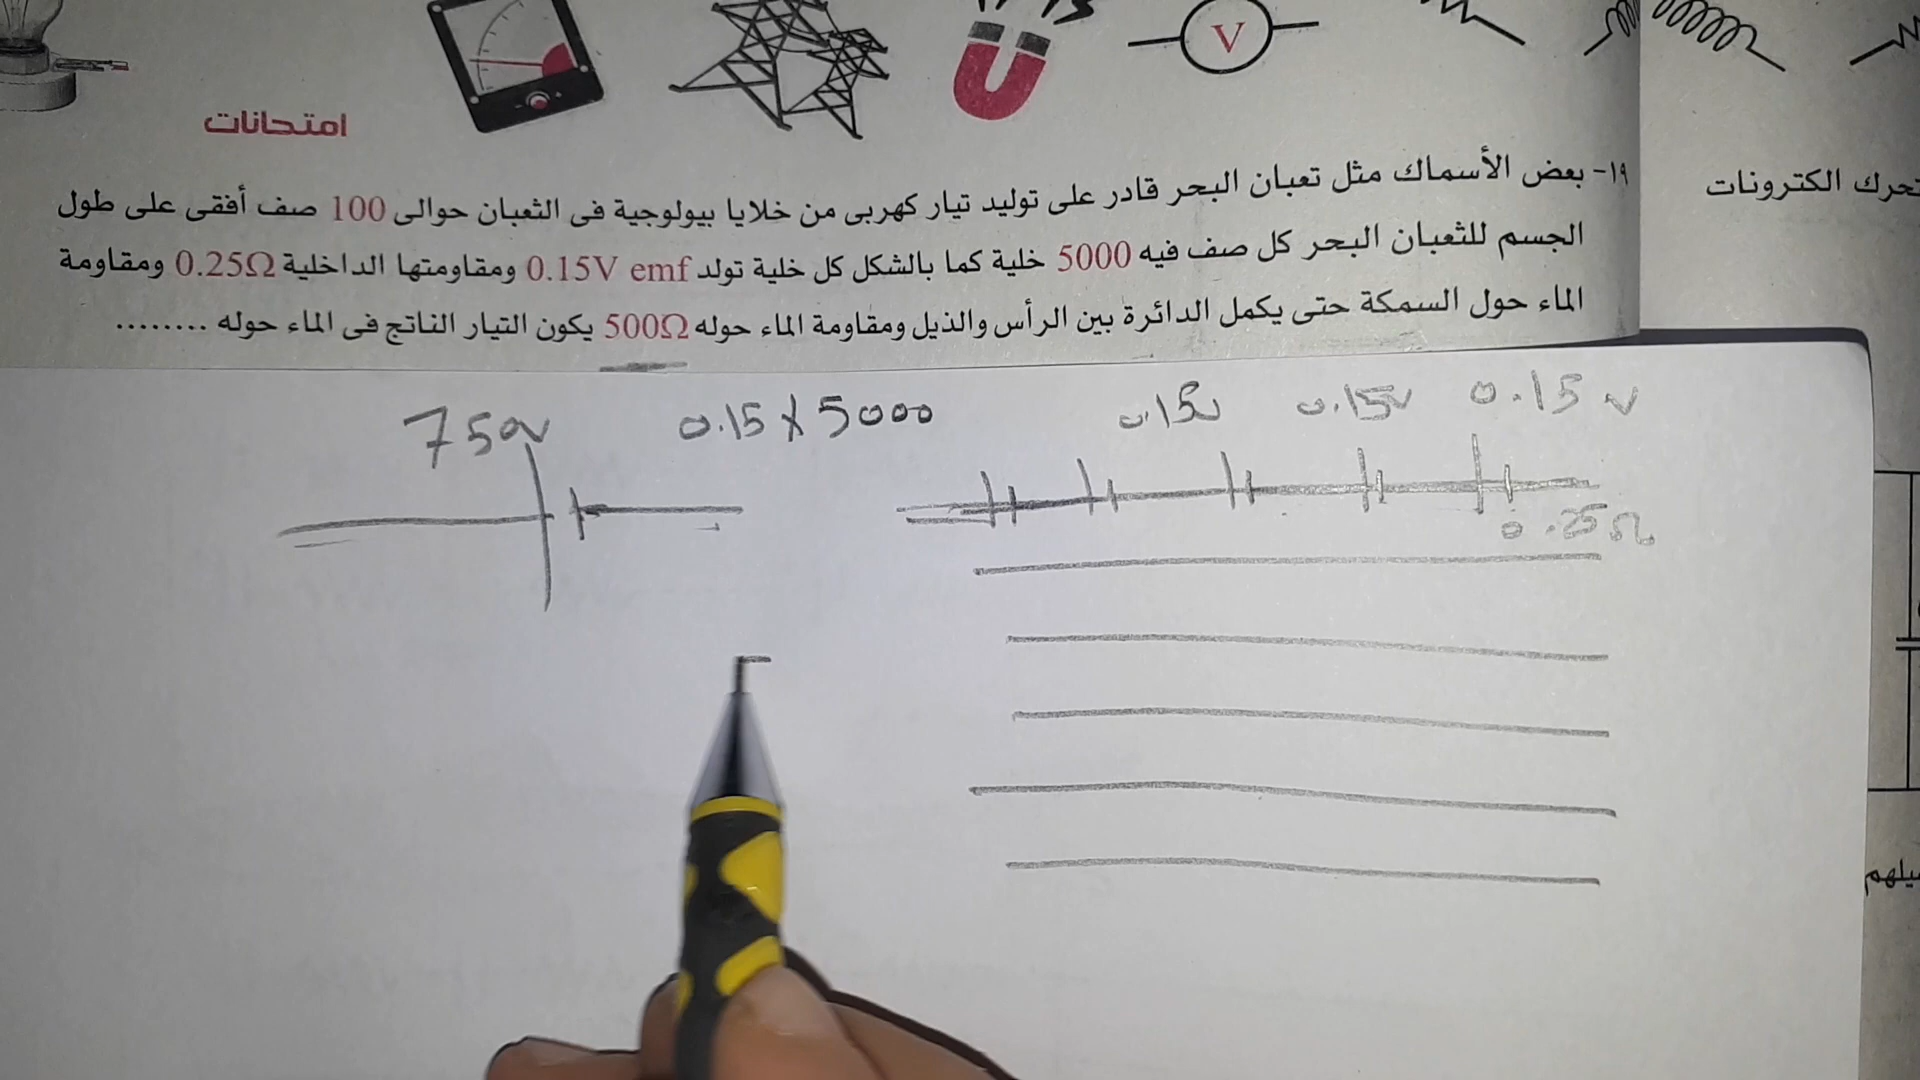 V
امتحانات
١٩- بعض الأسماك مثل تعبان البحر قادر على توليد تيار كهربى من خلايا بيولوجية فى الثعبان حوالى 100 صف أفقى على طول
الجسم للثعبان البحر كل صف فيه 5000 خلية كما بالشكل كل خلية تولد 0.15V emf ومقاومتها الداخلية 0.25Ω ومقاومة
الماء حول السمكة حتى يكمل الدائرة بين الرأس والذيل ومقاومة الماء حوله 500Ω يكون التيار الناتج فى الماء حوله ........
تحرك الكترونات
750v 0.15 X 5000 0.15v 0.15v 0.15 v
0.25Ω